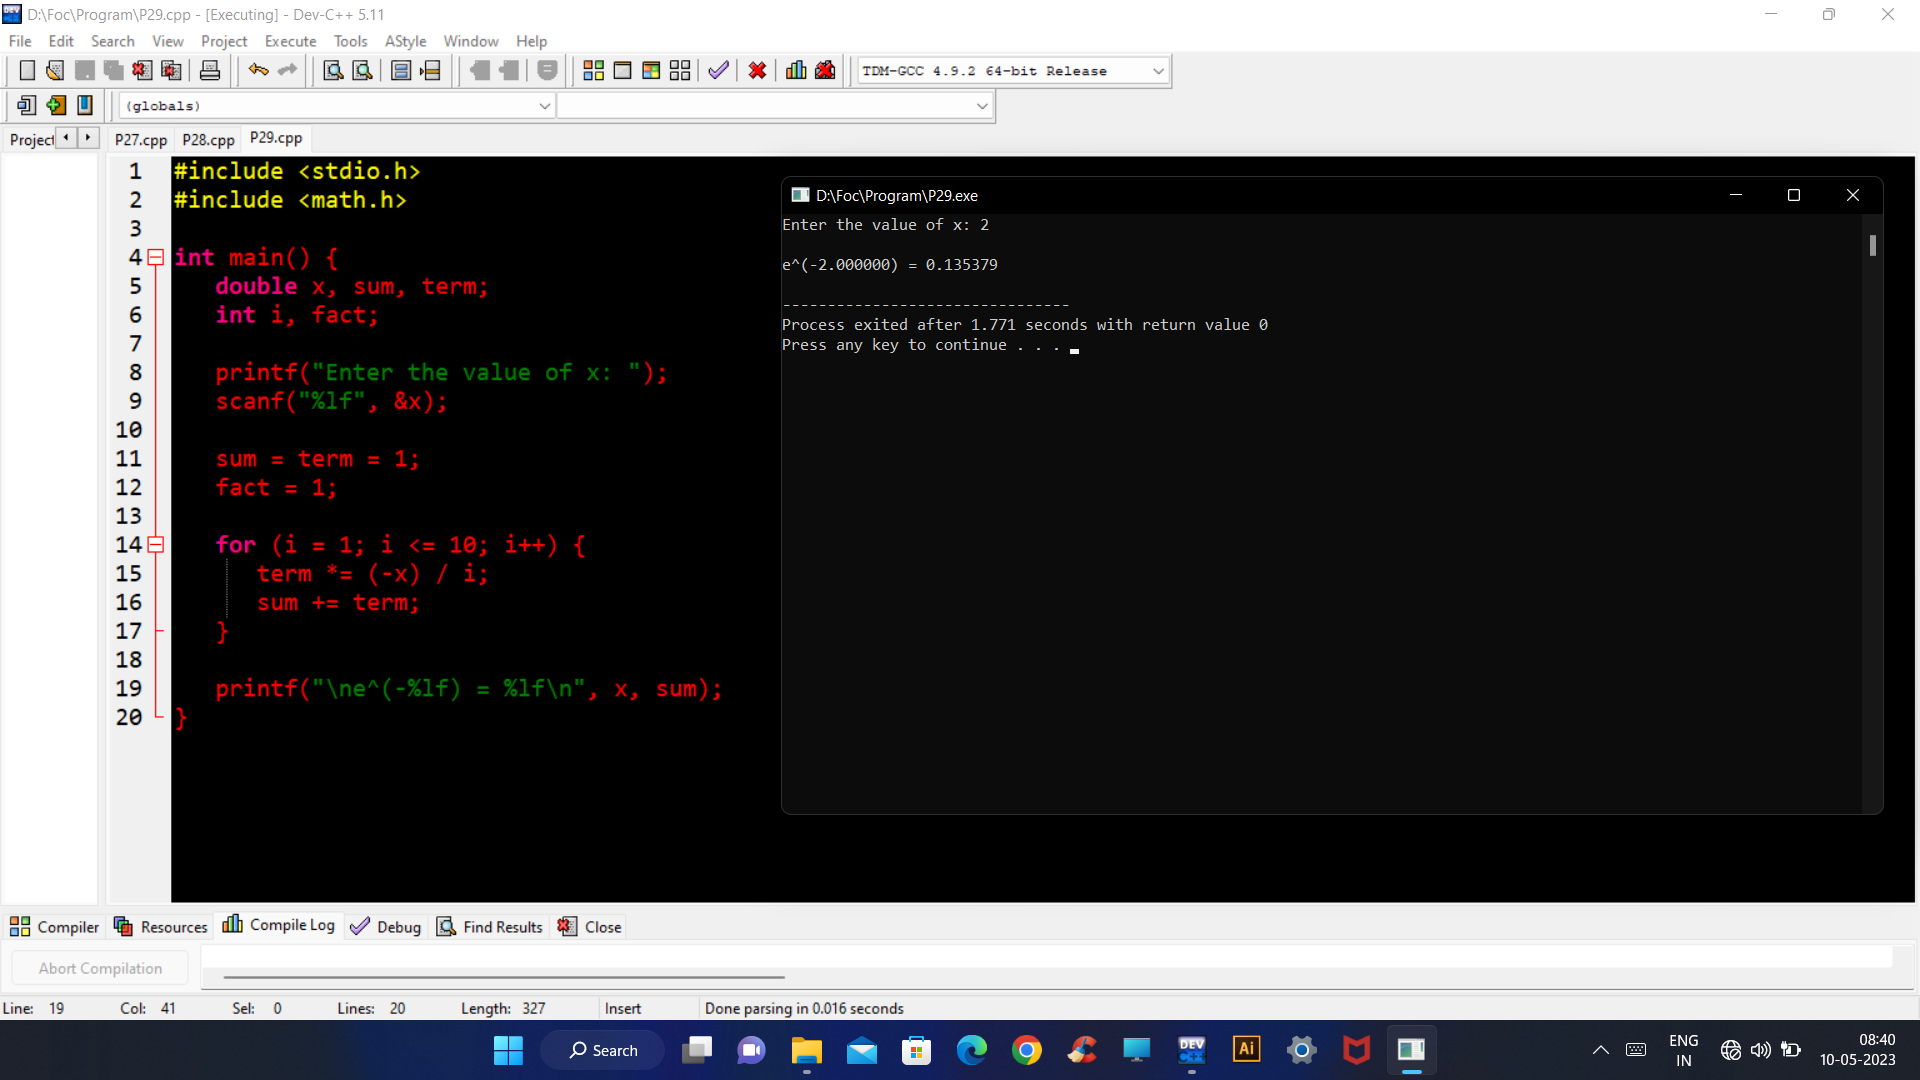 D:\Foc\Program\P29.cpp - [Executing] - Dev-C++ 5.11
File Edit Search View Project Execute Tools AStyle Window Help
TDM-GCC 4.9.2 64-bit Release
(globals)
Project P27.cpp P28.cpp P29.cpp
1 #include <stdio.h>
2 #include <math.h>
3
4 int main() {
5 double x, sum, term;
6 int i, fact;
7
8 printf("Enter the value of x: ");
9 scanf("%lf", &x);
10
11 sum = term = 1;
12 fact = 1;
13
14 for (i = 1; i <= 10; i++) {
15 term *= (-x) / i;
16 sum += term;
17 }
18
19 printf("\ne^(-%lf) = %lf\n", x, sum);
20 }
D:\Foc\Program\P29.exe
Enter the value of x: 2
e^(-2.000000) = 0.135379
--------------------------------
Process exited after 1.771 seconds with return value 0
Press any key to continue . . .
Compiler Resources Compile Log Debug Find Results Close
Abort Compilation
Line: 19 Col: 41 Sel: 0 Lines: 20 Length: 327 Insert Done parsing in 0.016 seconds
Search
DEV C++
Ai
ENG
IN
08:40
10-05-2023